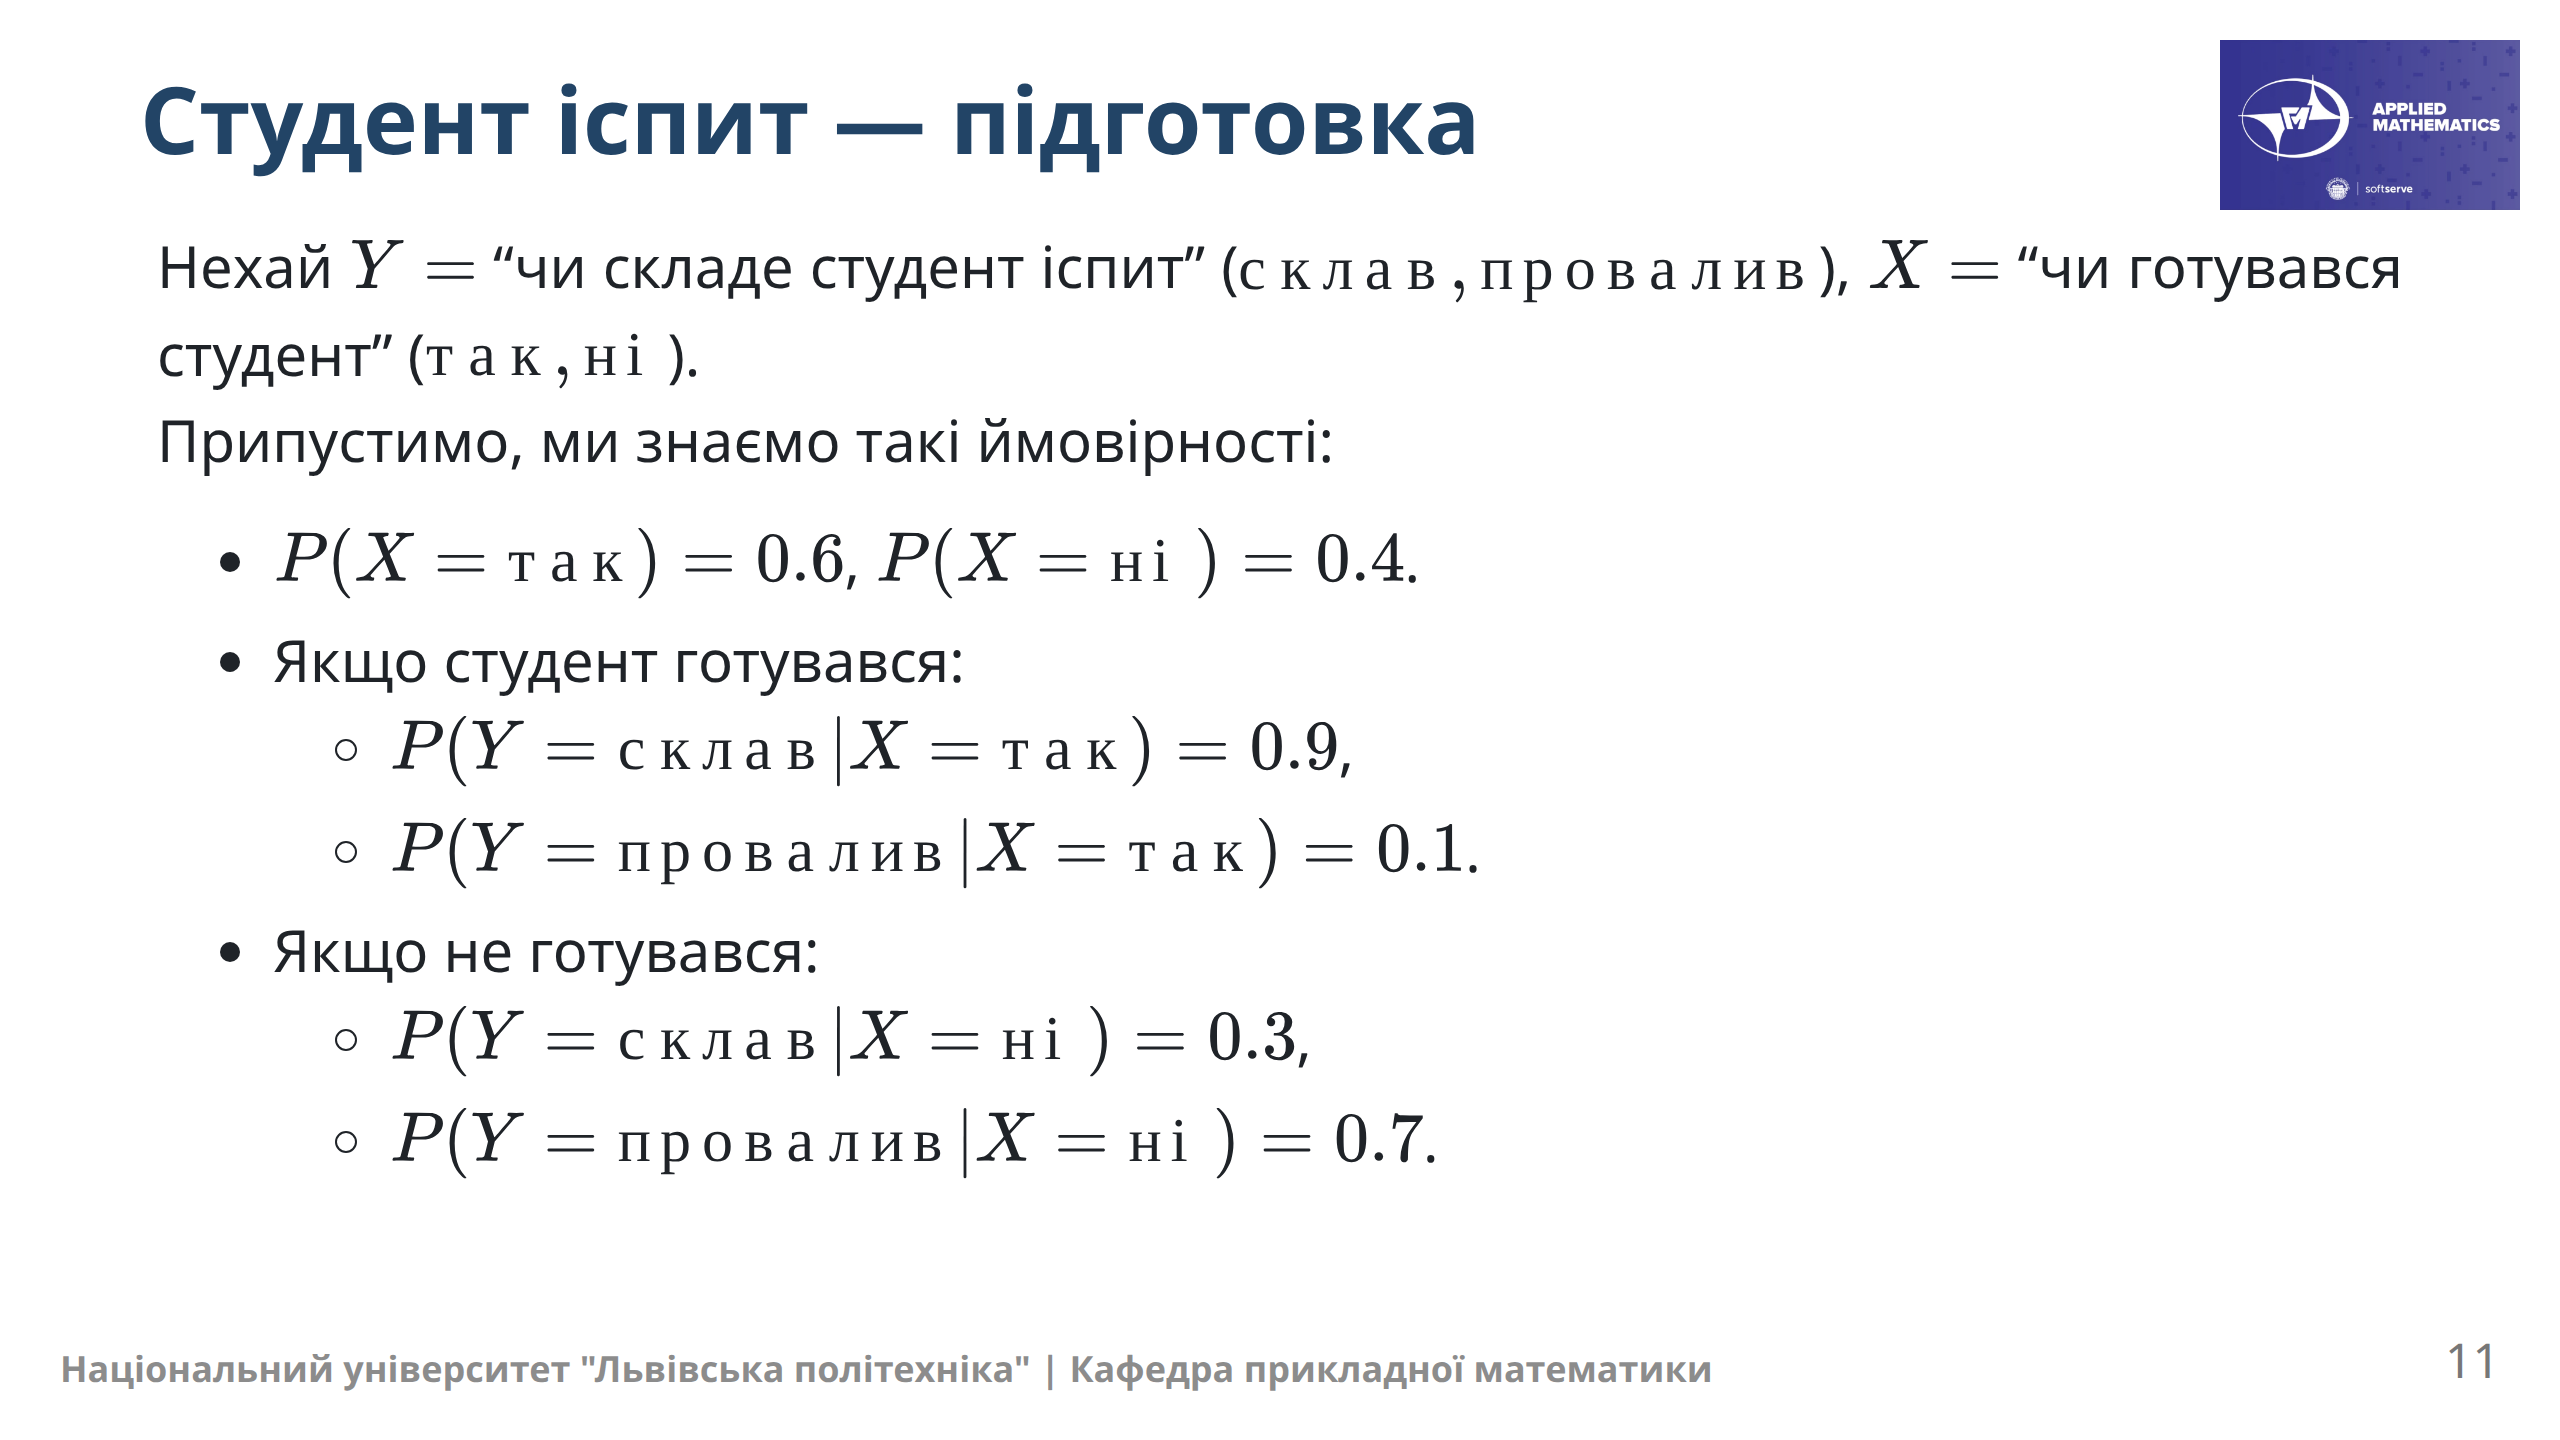 Студент іспит — підготовка
APPLIED
MATHEMATICS
softserve
Нехай Y = “чи складе студент іспит” (склав,провалив), X = “чи готувався
студент” (так,ні).
Припустимо, ми знаємо такі ймовірності:
• P(X = так) = 0.6, P(X = ні) = 0.4.
• Якщо студент готувався:
◦ P(Y = склав|X = так) = 0.9,
◦ P(Y = провалив|X = так) = 0.1.
• Якщо не готувався:
◦ P(Y = склав|X = ні) = 0.3,
◦ P(Y = провалив|X = ні) = 0.7.
Національний університет "Львівська політехніка" | Кафедра прикладної математики
11